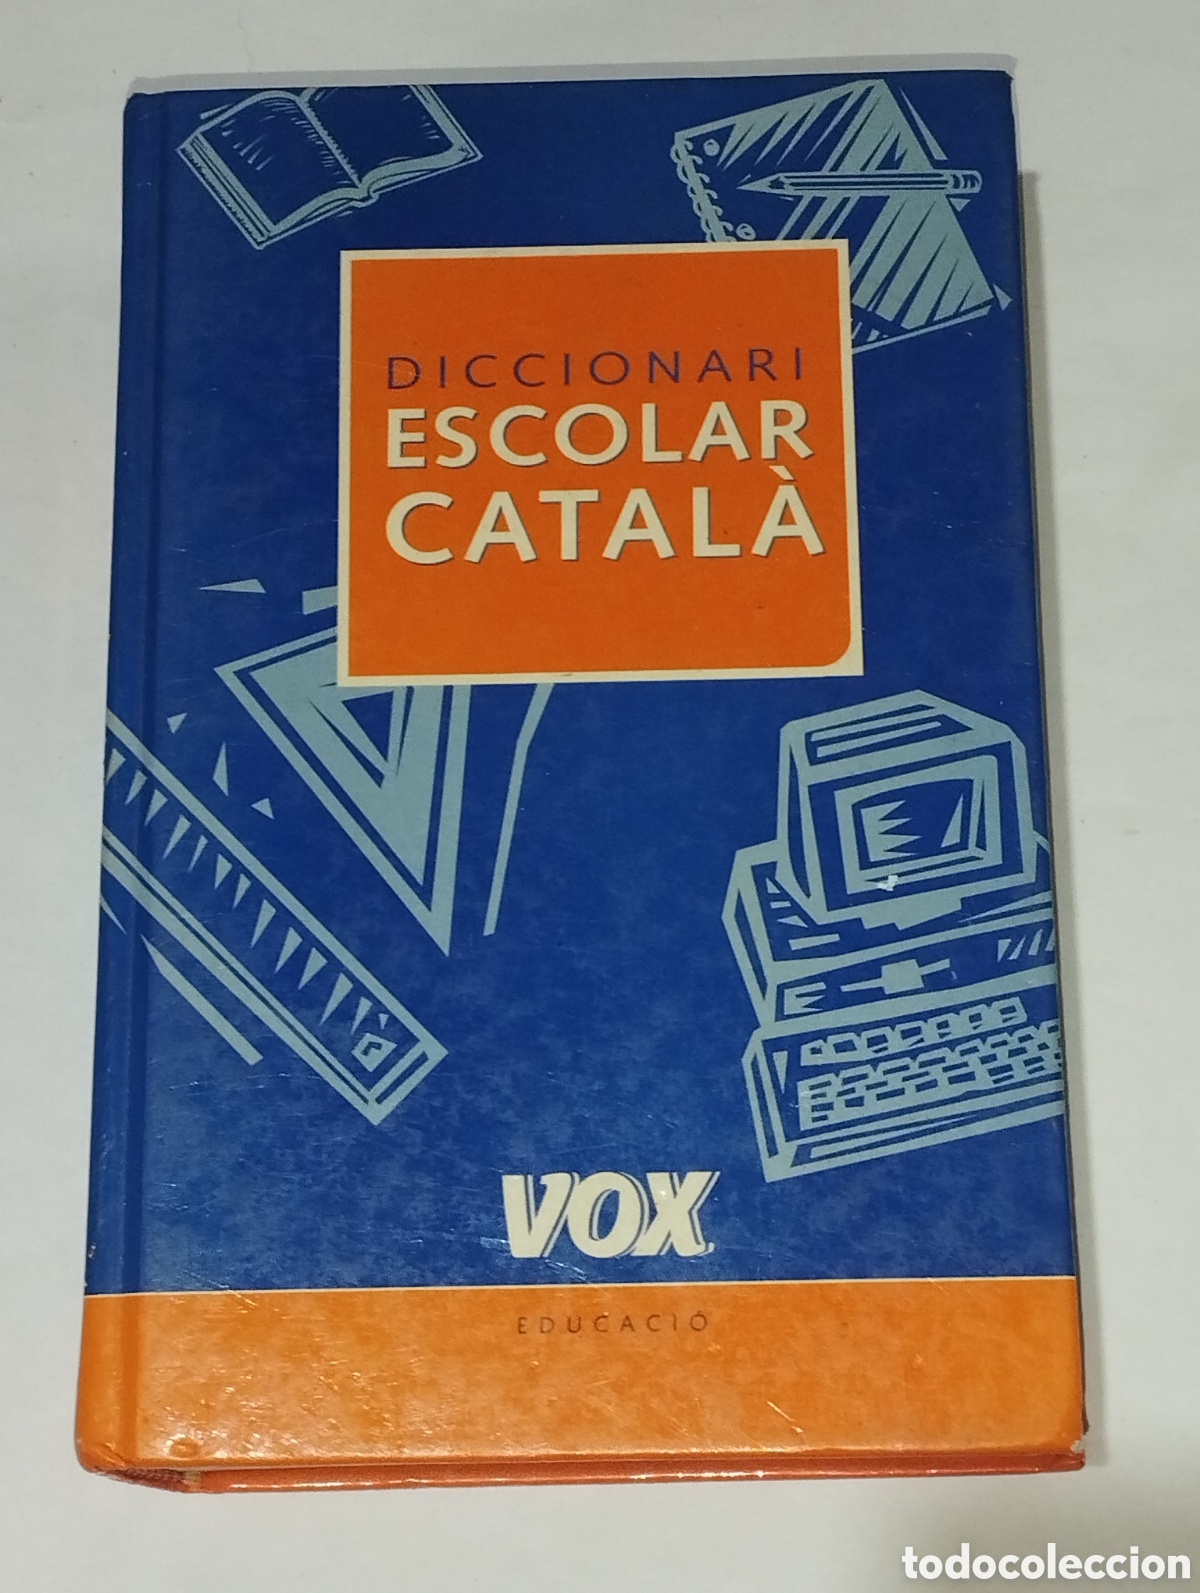 DICCIONARI
ESCOLAR
CATALÀ
VOX
EDUCACIÓ
todocoleccion